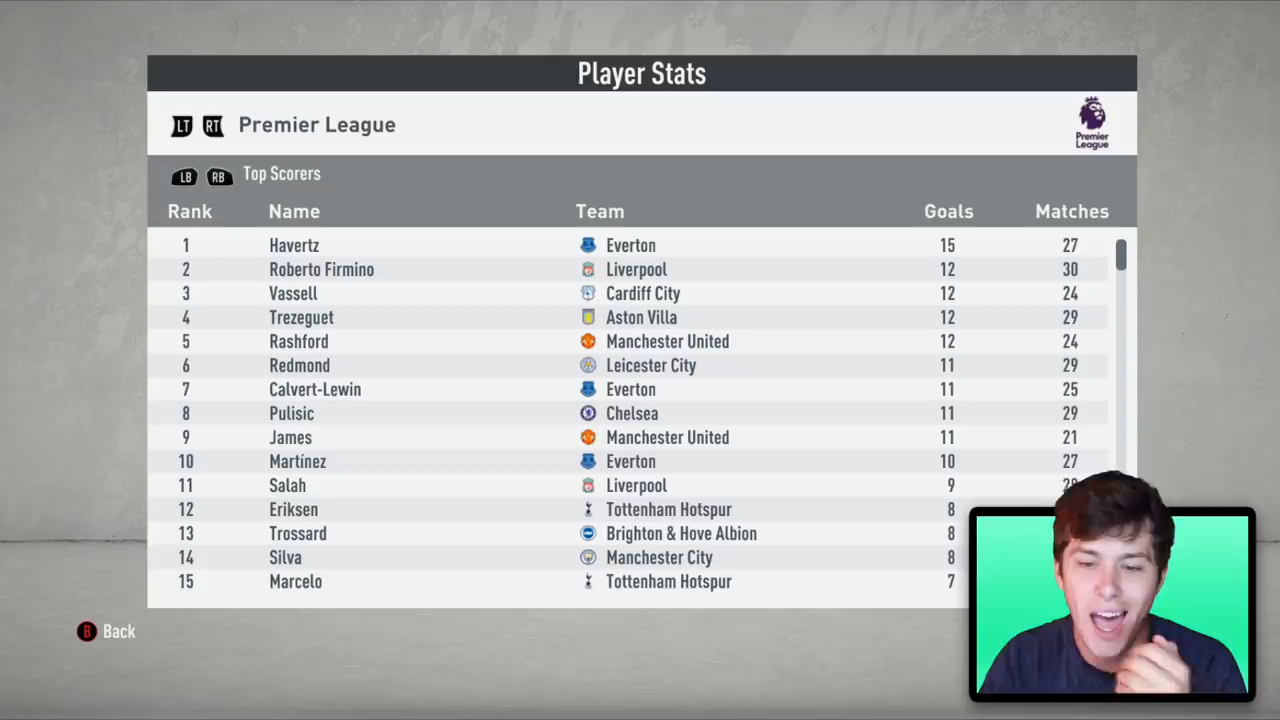 Player Stats
LT RT Premier League
Premier League
LB RB Top Scorers
Rank Name Team Goals Matches
1 Havertz Everton 15 27
2 Roberto Firmino Liverpool 12 30
3 Vassell Cardiff City 12 24
4 Trezeguet Aston Villa 12 29
5 Rashford Manchester United 12 24
6 Redmond Leicester City 11 29
7 Calvert-Lewin Everton 11 25
8 Pulisic Chelsea 11 29
9 James Manchester United 11 21
10 Martínez Everton 10 27
11 Salah Liverpool 9
12 Eriksen Tottenham Hotspur 8
13 Trossard Brighton & Hove Albion 8
14 Silva Manchester City 8
15 Marcelo Tottenham Hotspur 7
B Back